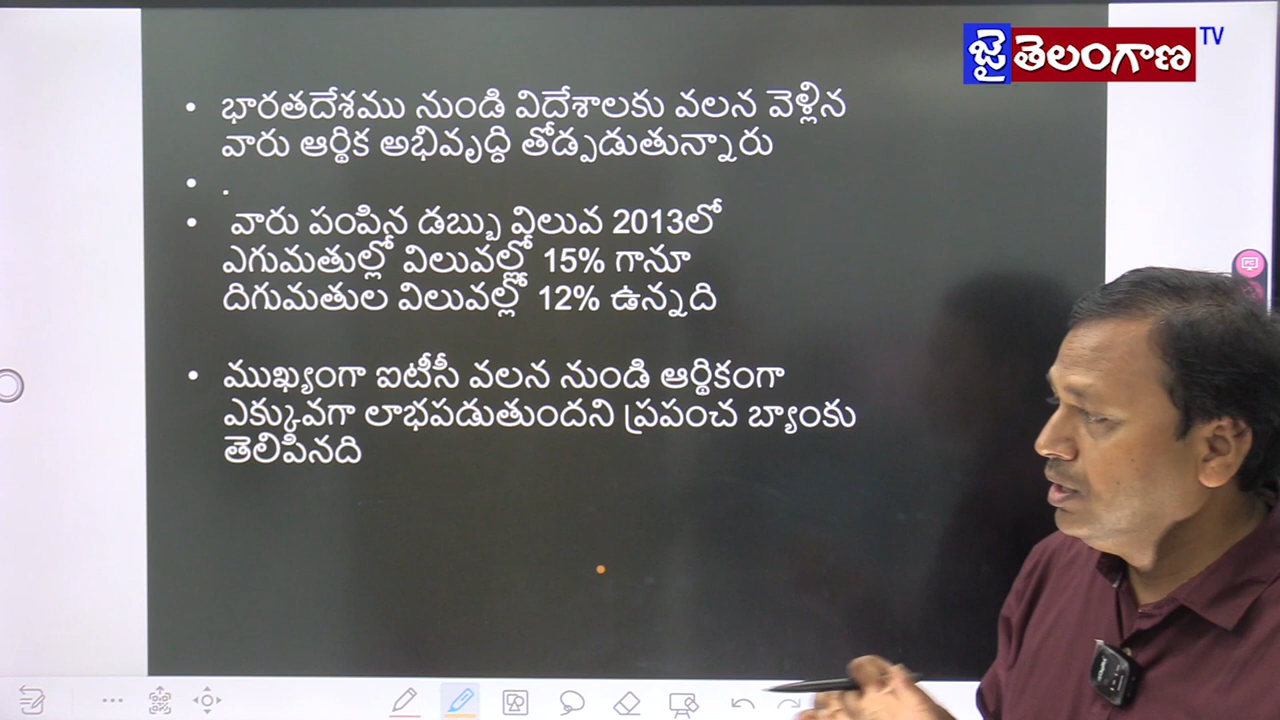 జై తెలంగాణ TV
• భారతదేశము నుండి విదేశాలకు వలన వెళ్లిన
వారు ఆర్థిక అభివృద్ధి తోడ్పడుతున్నారు
• .
• వారు పంపిన డబ్బు విలువ 2013లో
ఎగుమతుల్లో విలువల్లో 15% గానూ
దిగుమతుల విలువల్లో 12% ఉన్నది
• ముఖ్యంగా ఐటీసీ వలన నుండి ఆర్థికంగా
ఎక్కువగా లాభపడుతుందని ప్రపంచ బ్యాంకు
తెలిపినది